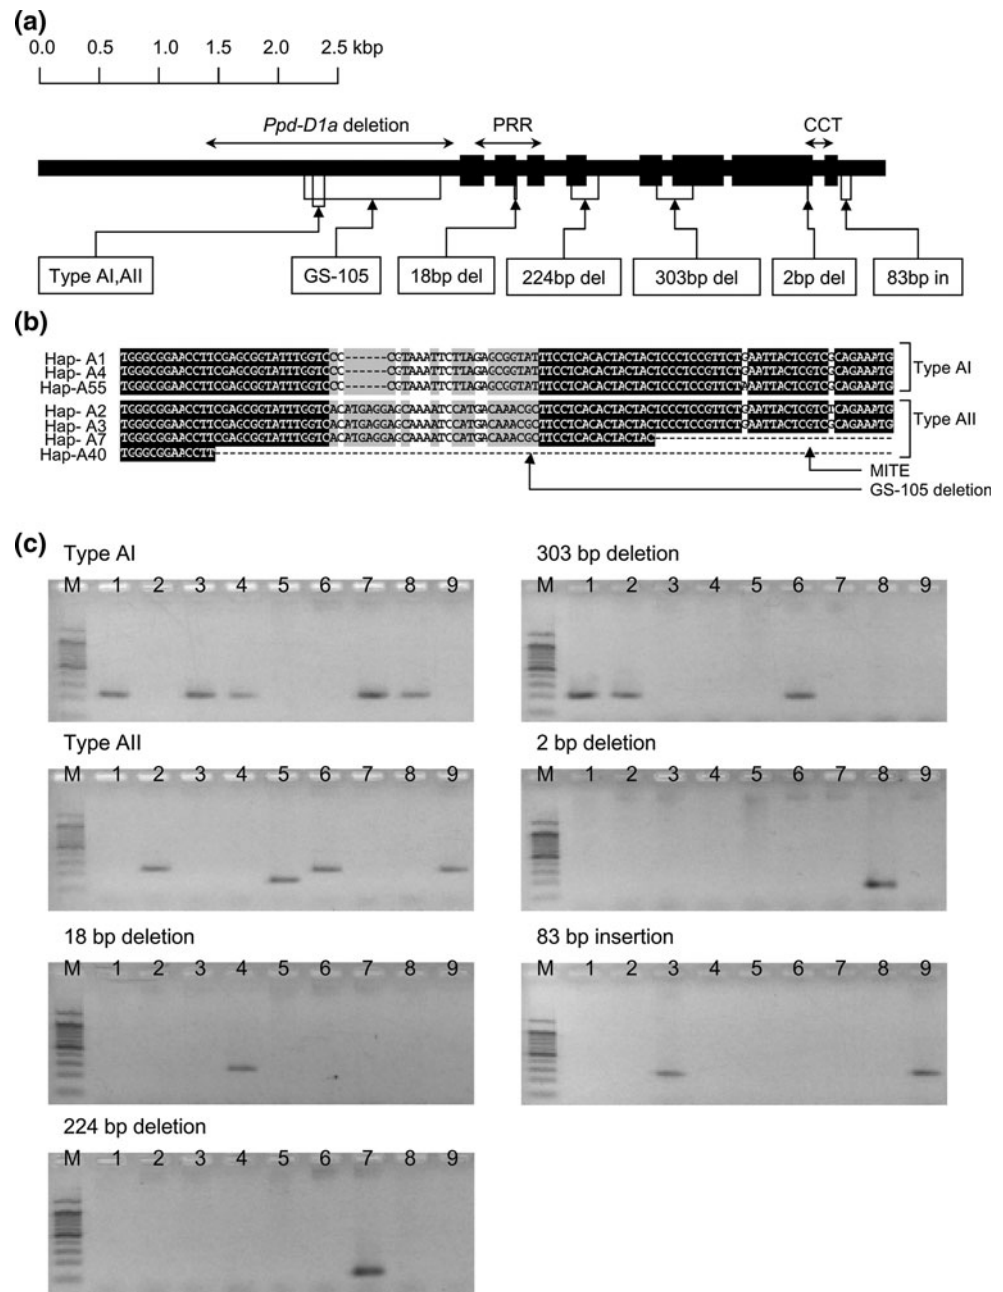 (a)
0.0 0.5 1.0 1.5 2.0 2.5 kbp
Ppd-D1a deletion PRR CCT
Type AI,AII GS-105 18bp del 224bp del 303bp del 2bp del 83bp in
(b)
Hap- A1
Hap- A4
Hap-A55
Type AI
Hap- A2
Hap- A3
Hap- A7
Hap-A40 TGGGCGGAACCTT
Type AII
MITE
GS-105 deletion
(c)
Type AI
M 1 2 3 4 5 6 7 8 9
303 bp deletion
M 1 2 3 4 5 6 7 8 9
Type AII
M 1 2 3 4 5 6 7 8 9
2 bp deletion
M 1 2 3 4 5 6 7 8 9
18 bp deletion
M 1 2 3 4 5 6 7 8 9
83 bp insertion
M 1 2 3 4 5 6 7 8 9
224 bp deletion
M 1 2 3 4 5 6 7 8 9